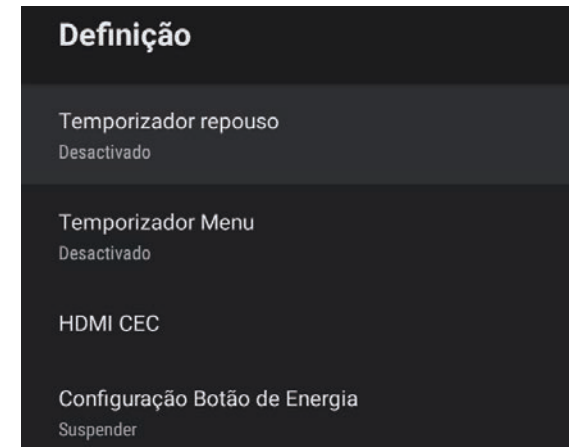 Definição
Temporizador repouso
Desactivado
Temporizador Menu
Desactivado
HDMI CEC
Configuração Botão de Energia
Suspender